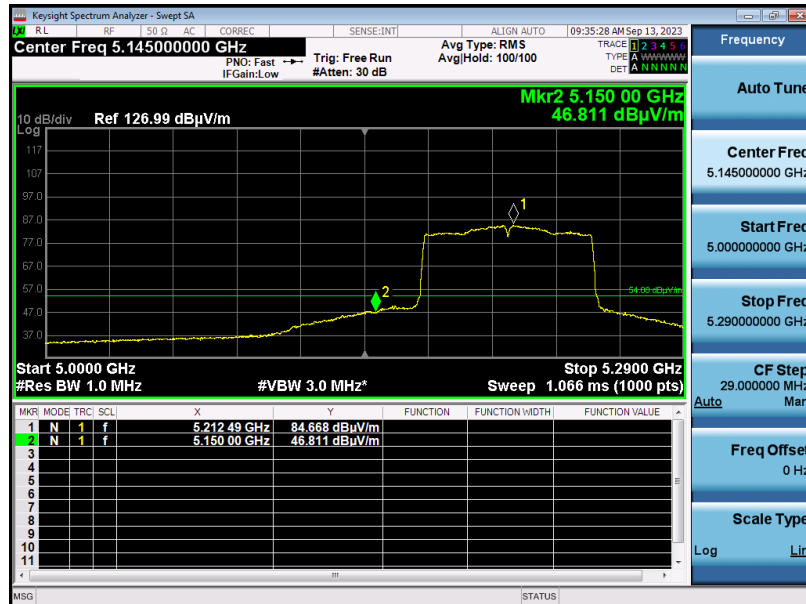 Keysight Spectrum Analyzer - Swept SA
LXI RL RF 50 Ω AC CORREC SENSE:INT ALIGN AUTO 09:35:28 AM Sep 13, 2023
Center Freq 5.145000000 GHz
PNO: Fast
IFGain:Low
Trig: Free Run
#Atten: 30 dB
Avg Type: RMS
Avg|Hold: 100/100
TRACE 1 2 3 4 5 6
TYPE A WWWWW
DET A N N N N N
Mkr2 5.150 00 GHz
46.811 dBµV/m
10 dB/div Ref 126.99 dBµV/m
Log
117
107
97.0
87.0
77.0
67.0
57.0
47.0
37.0
1
2
54.00 dBµV/m
Start 5.0000 GHz Stop 5.2900 GHz
#Res BW 1.0 MHz #VBW 3.0 MHz* Sweep 1.066 ms (1000 pts)
MKR MODE TRC SCL X Y FUNCTION FUNCTION WIDTH FUNCTION VALUE
1 N 1 f 5.212 49 GHz 84.668 dBµV/m
2 N 1 f 5.150 00 GHz 46.811 dBµV/m
3
4
5
6
7
8
9
10
11
MSG STATUS
Frequency
Auto Tune
Center Freq
5.145000000 GHz
Start Freq
5.000000000 GHz
Stop Freq
5.290000000 GHz
CF Step
29.000000 MHz
Auto Man
Freq Offset
0 Hz
Scale Type
Log Lin